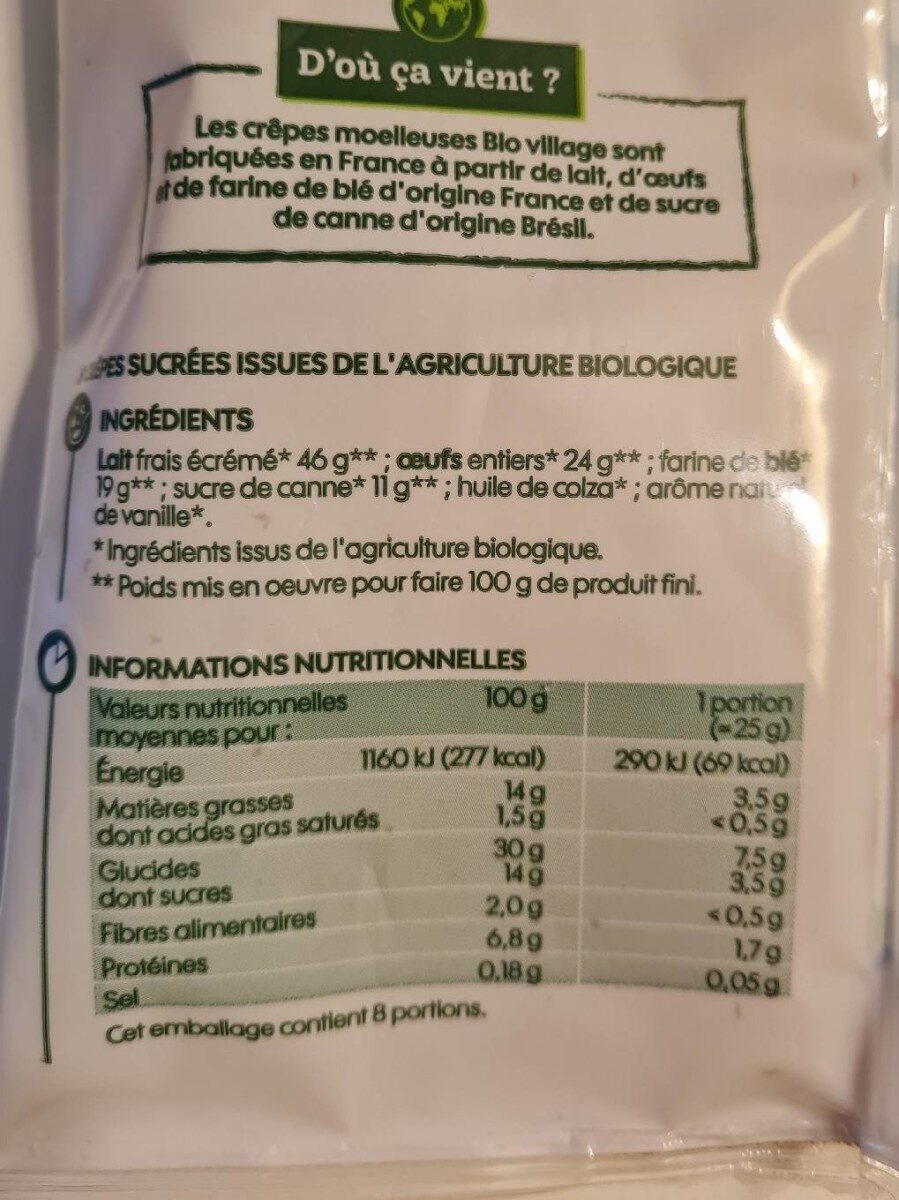 D'où ça vient ?
Les crêpes moelleuses Bio village sont
fabriquées en France à partir de lait, d'œufs
et de farine de blé d'origine France et de sucre
de canne d'origine Brésil.
SUCRÉES ISSUES DE L'AGRICULTURE BIOLOGIQUE
INGRÉDIENTS
Lait frais écrémé* 46 g** ; œufs entiers* 24 g** ; farine de blé*
19 g** ; sucre de canne* 11 g** ; huile de colza* ; arôme naturel
de vanille*.
*Ingrédients issus de l'agriculture biologique.
** Poids mis en oeuvre pour faire 100 g de produit fini.
INFORMATIONS NUTRITIONNELLES
Valeurs nutritionnelles moyennes pour : 100 g 1 portion (≈25 g)
Énergie 1160 kJ (277 kcal) 290 kJ (69 kcal)
Matières grasses 14 g 3,5 g
dont acides gras saturés 1,5 g <0,5 g
Glucides 30 g 7,5 g
dont sucres 14 g 3,5 g
Fibres alimentaires 2,0 g <0,5 g
Protéines 6,8 g 1,7 g
Sel 0,18 g 0,05 g
Cet emballage contient 8 portions.